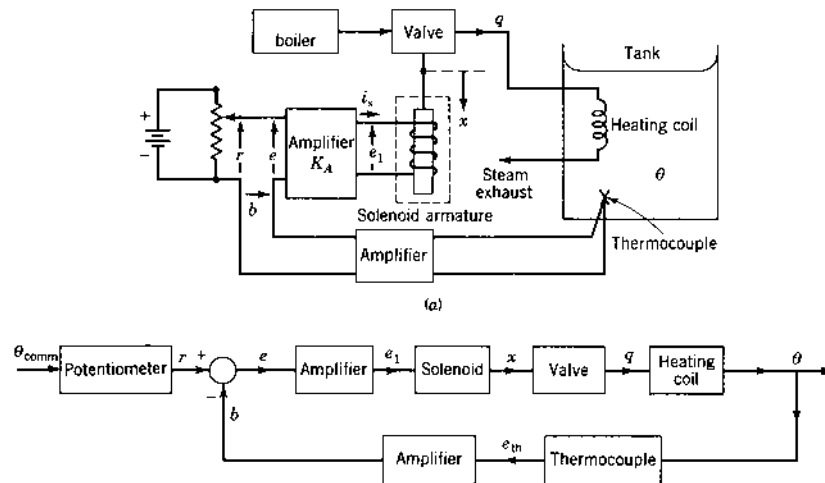 boiler
Valve
q
Tank
+
−
r
e
i_s
Amplifier
K_A
e_1
x
b
Solenoid armature
Heating coil
Steam
exhaust
θ
Thermocouple
Amplifier
(a)
θ_comm
Potentiometer
r
+
−
e
Amplifier
e_1
Solenoid
x
Valve
q
Heating
coil
θ
b
Amplifier
e_th
Thermocouple